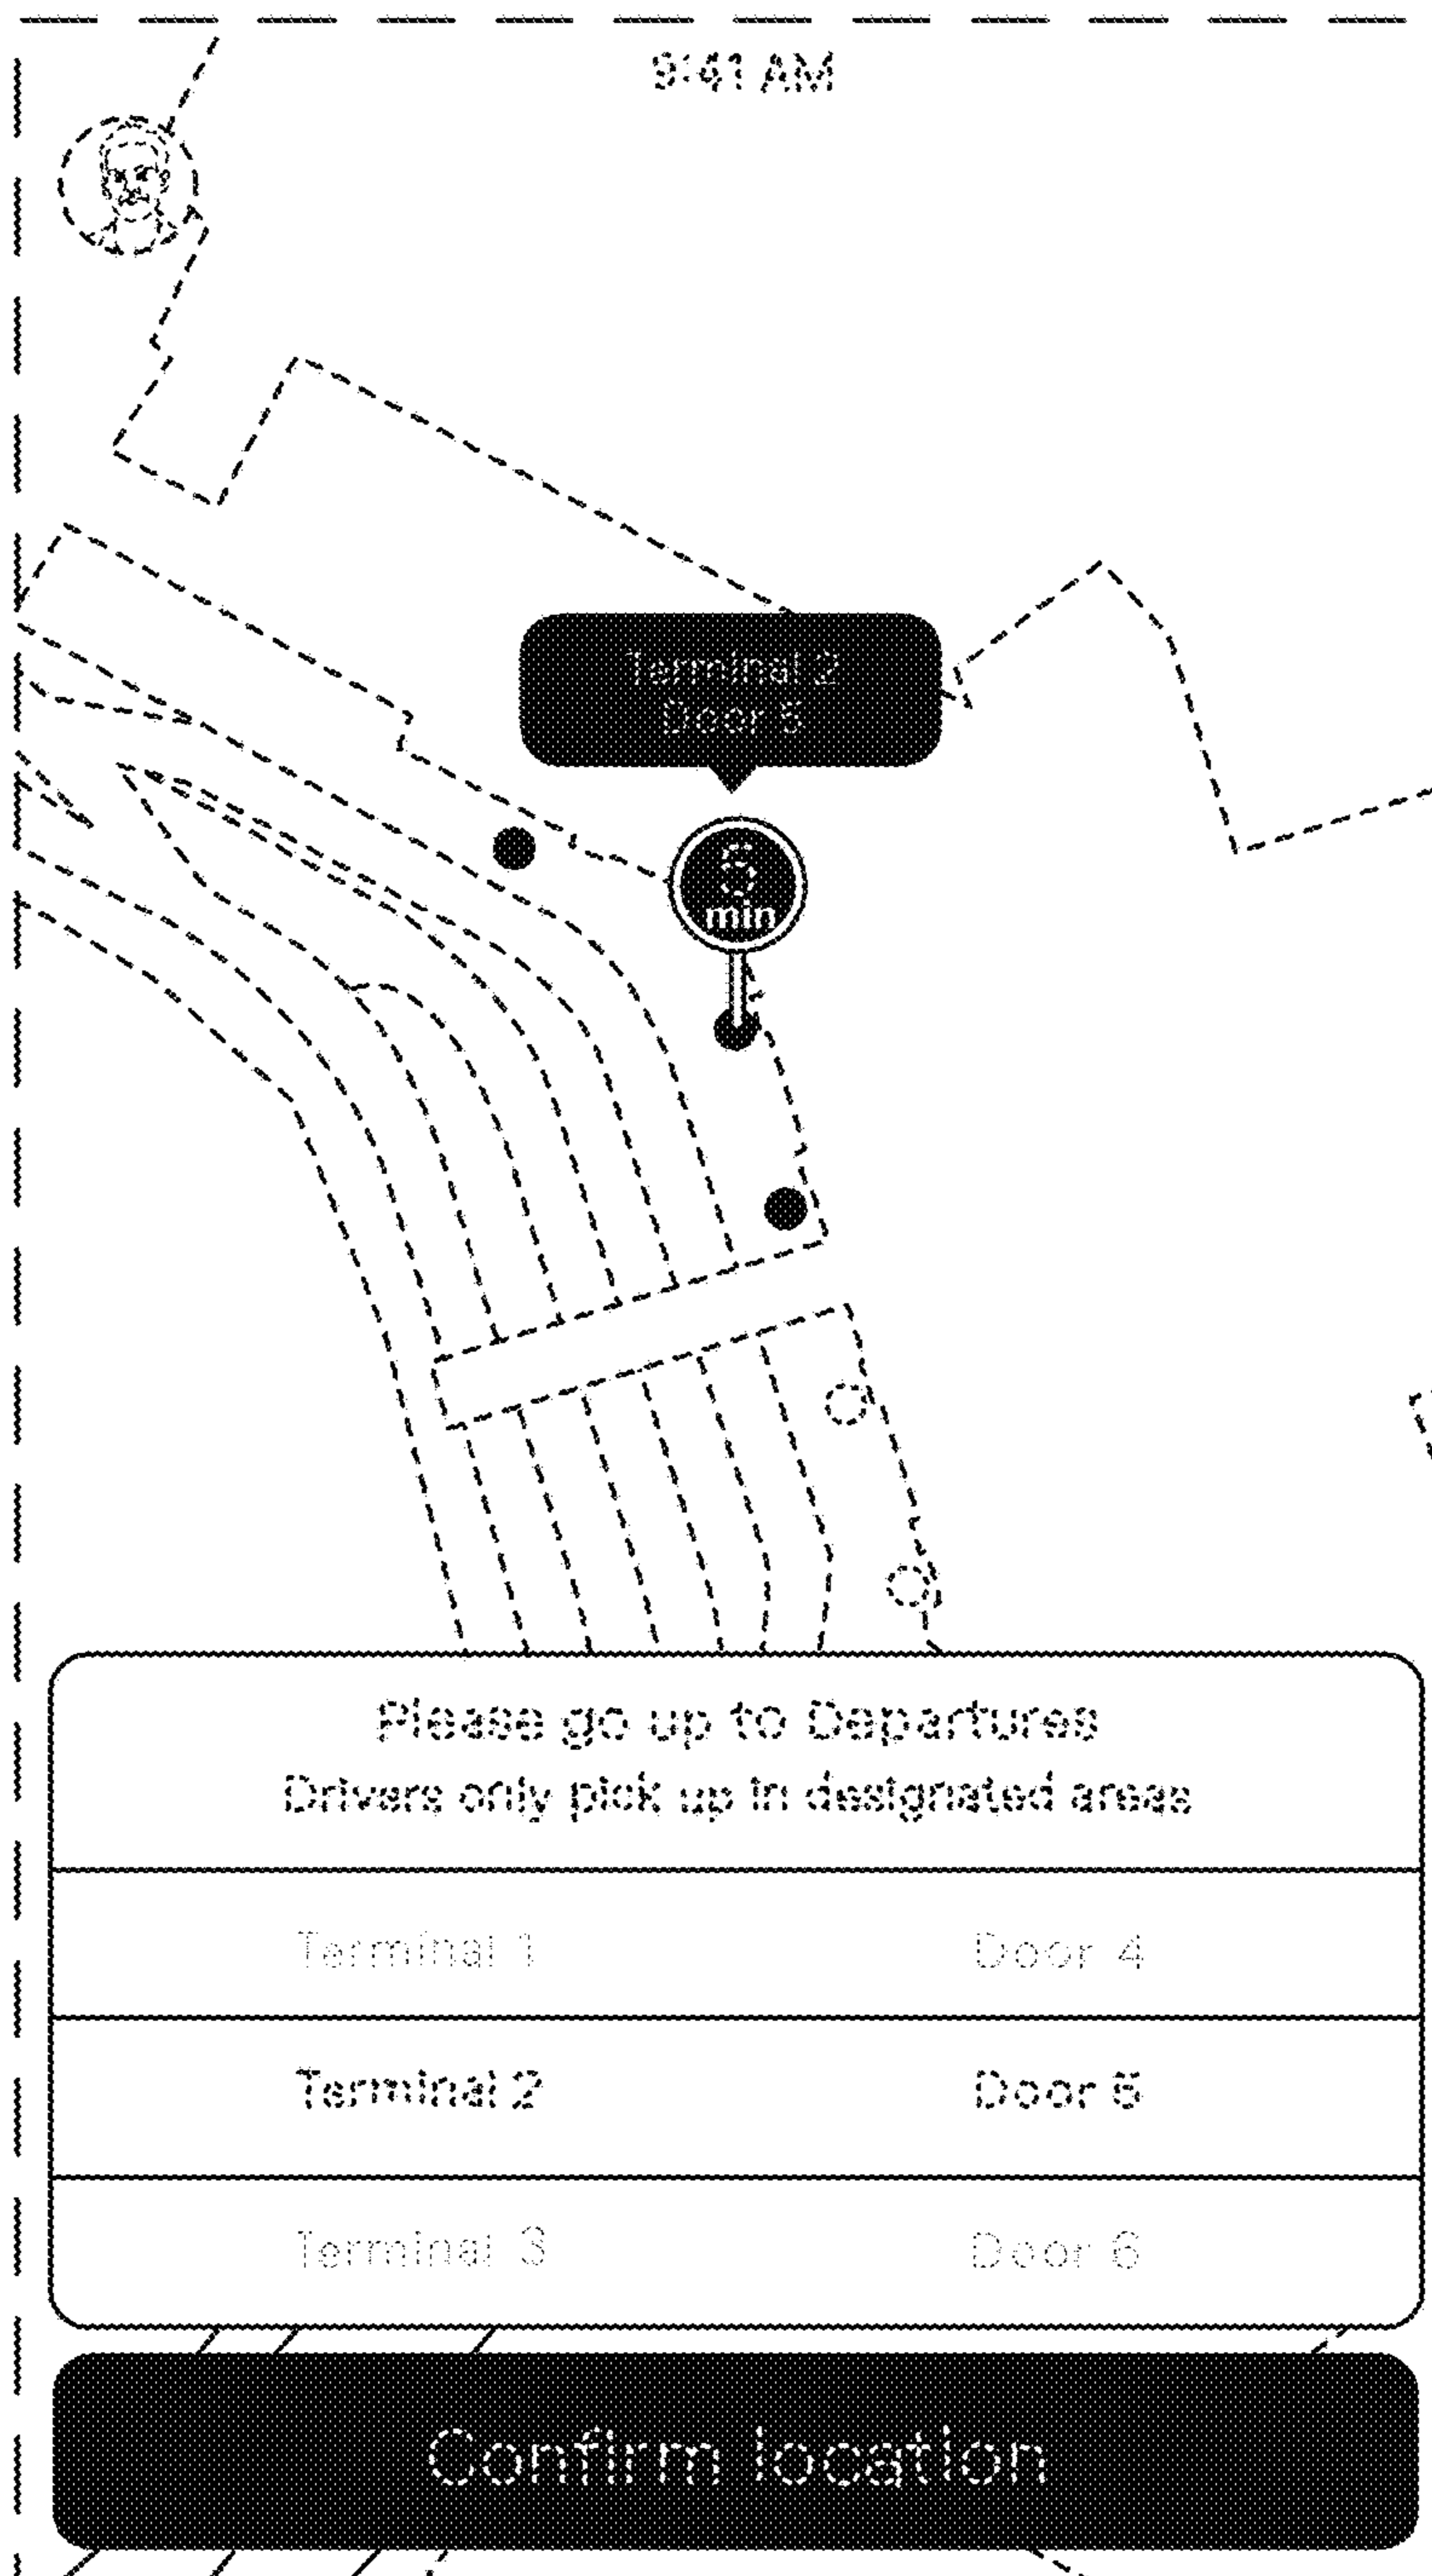 9:41 AM
Terminal 2
Door 5
5
min
Please go up to Departures
Drivers only pick up in designated areas
Terminal 1 Door 4
Terminal 2 Door 5
Terminal 3 Door 6
Confirm location